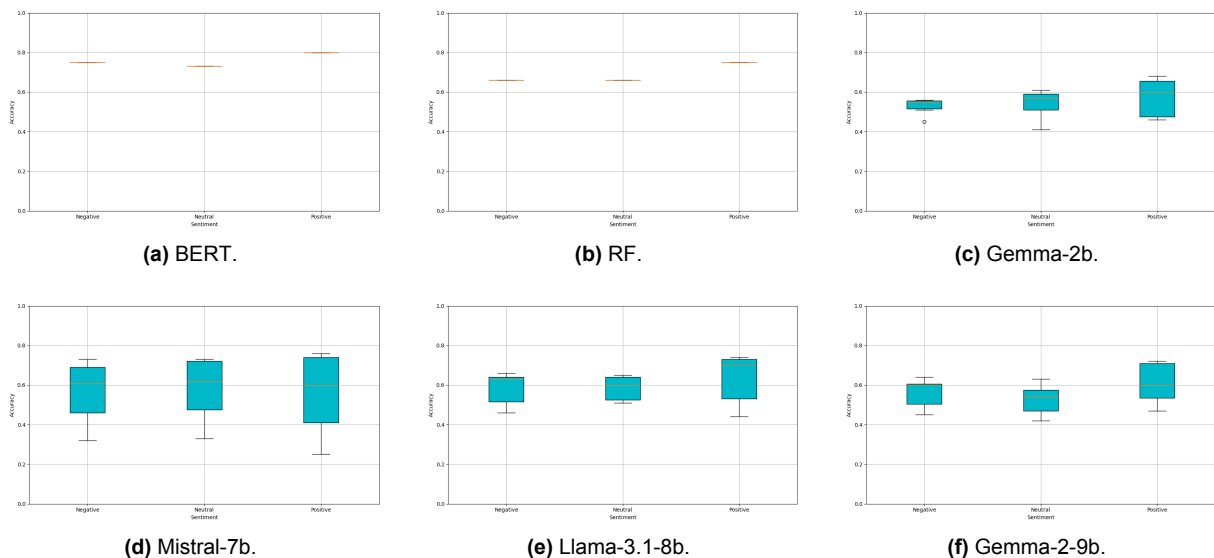 1.0
0.8
0.6
0.4
0.2
0.0
Accuracy
Negative Neutral Positive
Sentiment
(a) BERT.
1.0
0.8
0.6
0.4
0.2
0.0
Accuracy
Negative Neutral Positive
Sentiment
(b) RF.
1.0
0.8
0.6
0.4
0.2
0.0
Accuracy
Negative Neutral Positive
Sentiment
(c) Gemma-2b.
1.0
0.8
0.6
0.4
0.2
0.0
Accuracy
Negative Neutral Positive
Sentiment
(d) Mistral-7b.
1.0
0.8
0.6
0.4
0.2
0.0
Accuracy
Negative Neutral Positive
Sentiment
(e) Llama-3.1-8b.
1.0
0.8
0.6
0.4
0.2
0.0
Accuracy
Negative Neutral Positive
Sentiment
(f) Gemma-2-9b.